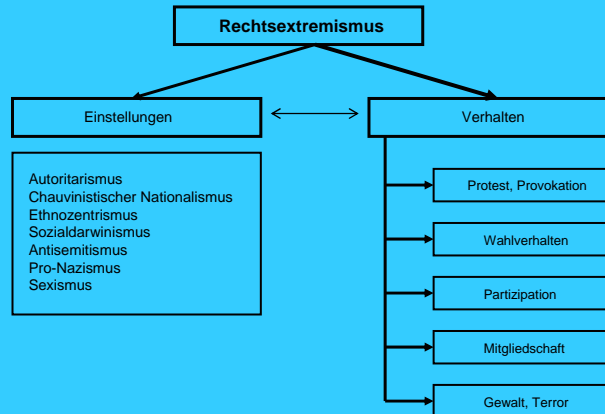 Rechtsextremismus
Einstellungen
Verhalten
Autoritarismus
Chauvinistischer Nationalismus
Ethnozentrismus
Sozialdarwinismus
Antisemitismus
Pro-Nazismus
Sexismus
Protest, Provokation
Wahlverhalten
Partizipation
Mitgliedschaft
Gewalt, Terror